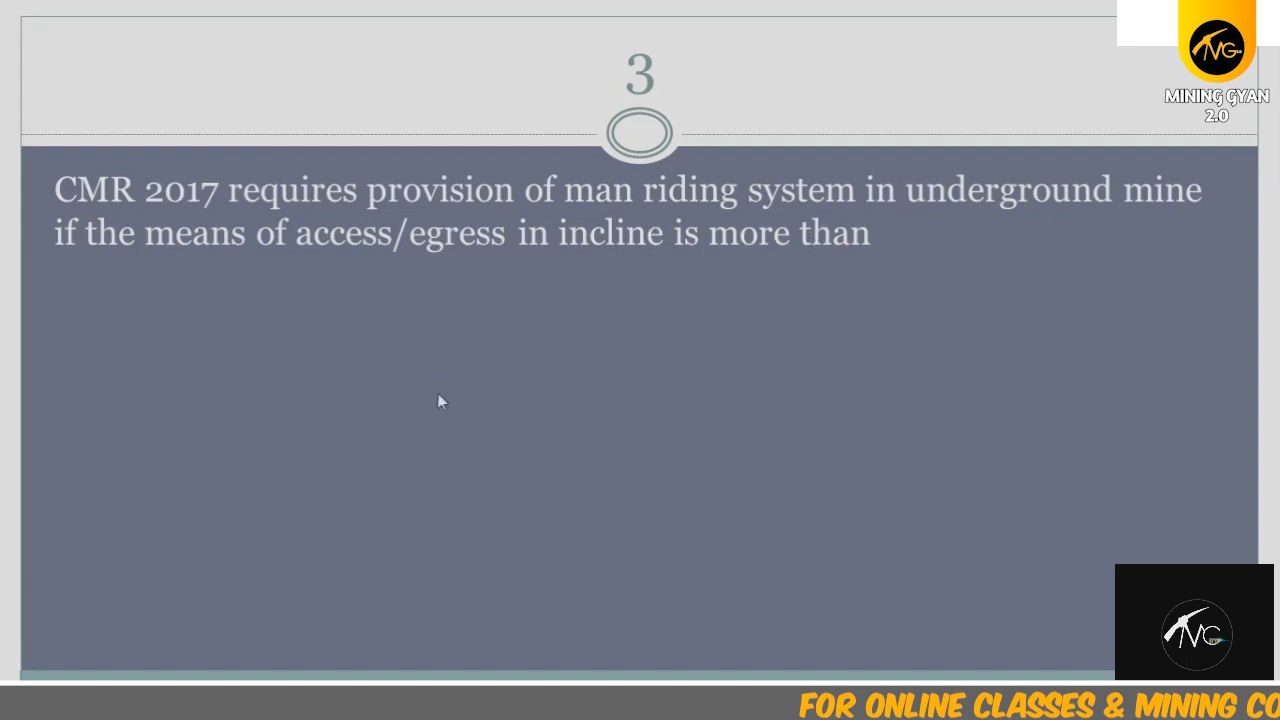 3
MINING GYAN
2.0
CMR 2017 requires provision of man riding system in underground mine
if the means of access/egress in incline is more than
FOR ONLINE CLASSES & MINING CO